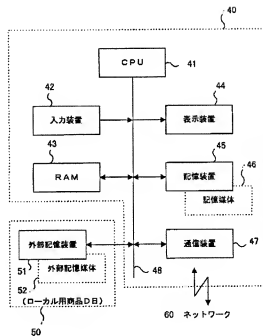 40
CPU
41
42
入力装置
44
表示装置
43
RAM
45
記憶装置
46
記憶媒体
外部記憶装置
51
外部記憶媒体
52
(ローカル用商品DB)
50
通信装置
47
48
60 ネットワーク